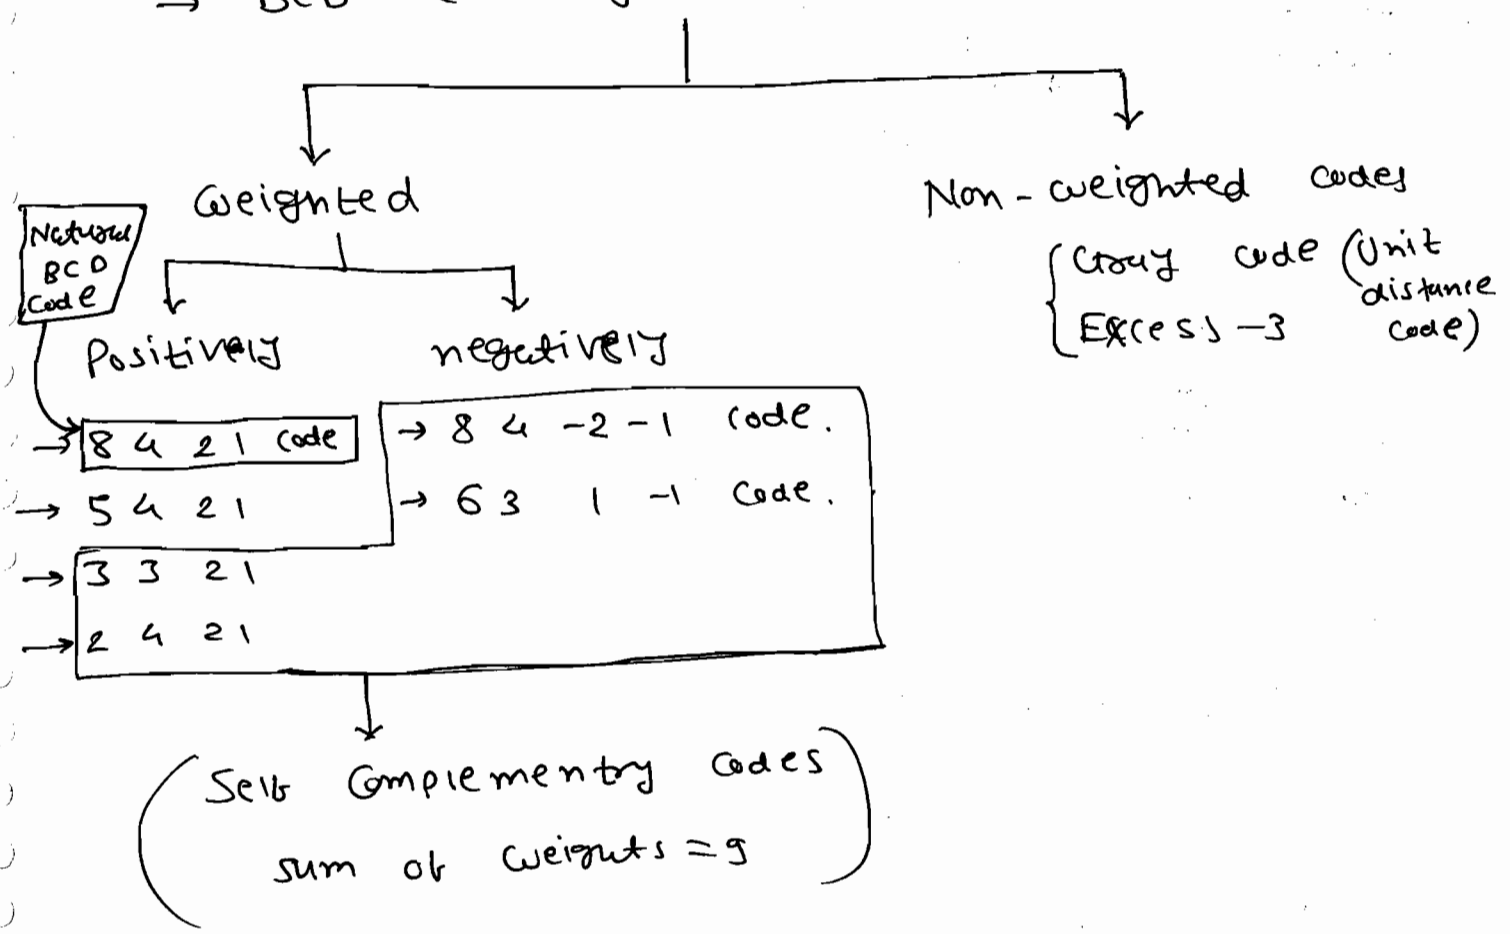 → BCD
Weighted
Non-weighted codes
Natural
BCD
Code
Gray code (Unit
distance
code)
Excess-3
Positively
negatively
→ 8 4 2 1 code
→ 5 4 2 1
→ 3 3 2 1
→ 2 4 2 1
→ 8 4 -2 -1 code.
→ 6 3 1 -1 code.
(Self Complementry codes
sum of weights = 9)